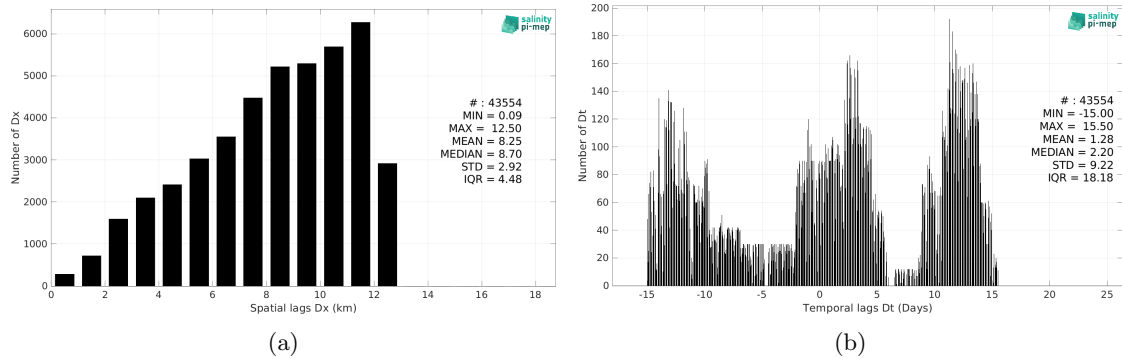 salinity
pi-mep
6000
5000
4000
3000
2000
1000
0
Number of Dx
# : 43554
MIN = 0.09
MAX = 12.50
MEAN = 8.25
MEDIAN = 8.70
STD = 2.92
IQR = 4.48
0 2 4 6 8 10 12 14 16 18
Spatial lags Dx (km)
(a)
salinity
pi-mep
200
180
160
140
120
100
80
60
40
20
0
Number of Dt
# : 43554
MIN = -15.00
MAX = 15.50
MEAN = 1.28
MEDIAN = 2.20
STD = 9.22
IQR = 18.18
-15 -10 -5 0 5 10 15 20 25
Temporal lags Dt (Days)
(b)